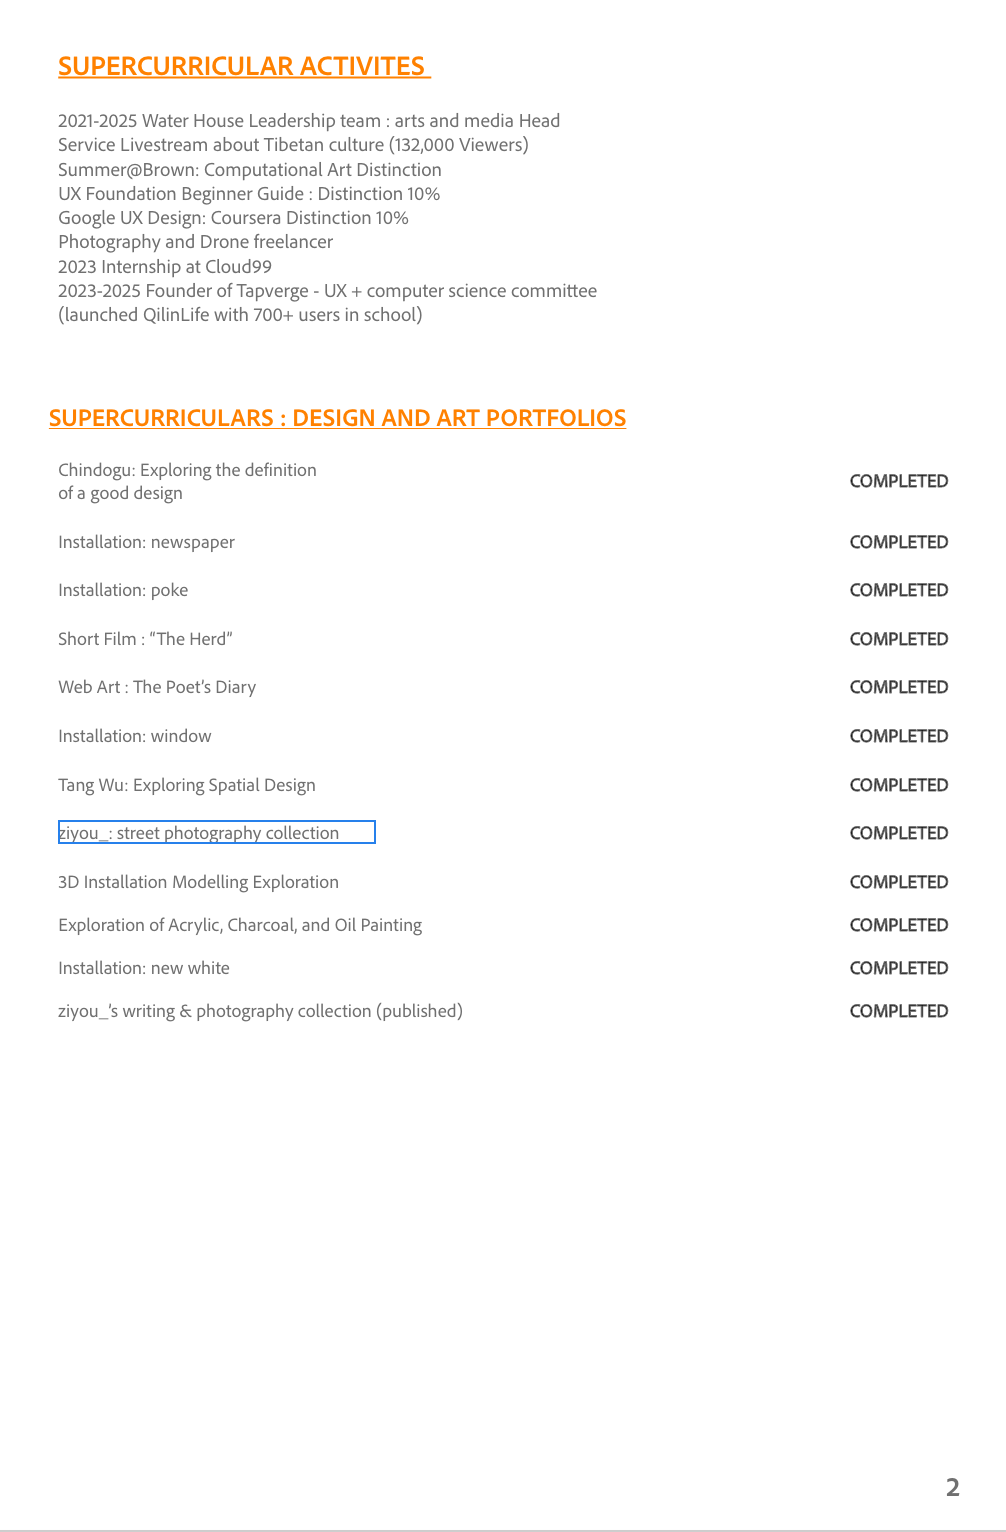 SUPERCURRICULAR ACTIVITES
2021-2025 Water House Leadership team : arts and media Head
Service Livestream about Tibetan culture (132,000 Viewers)
Summer@Brown: Computational Art Distinction
UX Foundation Beginner Guide : Distinction 10%
Google UX Design: Coursera Distinction 10%
Photography and Drone freelancer
2023 Internship at Cloud99
2023-2025 Founder of Tapverge - UX + computer science committee
(launched QilinLife with 700+ users in school)
SUPERCURRICULARS : DESIGN AND ART PORTFOLIOS
Chindogu: Exploring the definition
of a good design
COMPLETED
Installation: newspaper COMPLETED
Installation: poke COMPLETED
Short Film : “The Herd“ COMPLETED
Web Art : The Poet’s Diary COMPLETED
Installation: window COMPLETED
Tang Wu: Exploring Spatial Design COMPLETED
ziyou_: street photography collection COMPLETED
3D Installation Modelling Exploration COMPLETED
Exploration of Acrylic, Charcoal, and Oil Painting COMPLETED
Installation: new white COMPLETED
ziyou_’s writing & photography collection (published) COMPLETED
2